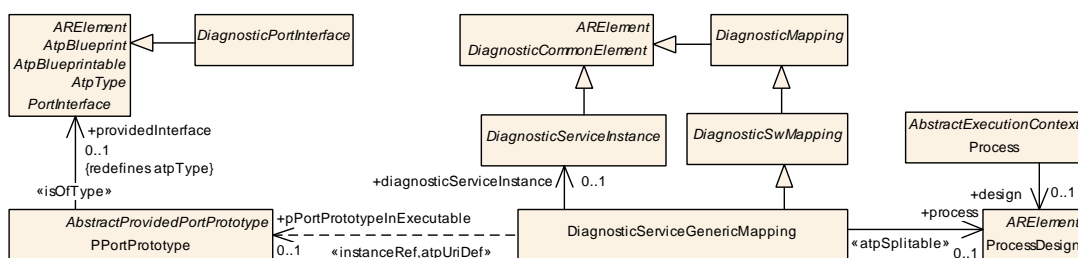 ARElement
AtpBlueprint
AtpBlueprintable
AtpType
PortInterface
DiagnosticPortInterface
ARElement
DiagnosticCommonElement
DiagnosticMapping
+providedInterface
0..1
{redefines atpType}
«isOfType»
DiagnosticServiceInstance
DiagnosticSwMapping
AbstractExecutionContext
Process
+diagnosticServiceInstance
0..1
+design
0..1
AbstractProvidedPortPrototype
PPortPrototype
+pPortPrototypeInExecutable
0..1
«instanceRef,atpUriDef»
DiagnosticServiceGenericMapping
+process
«atpSplitable»
0..1
ARElement
ProcessDesign